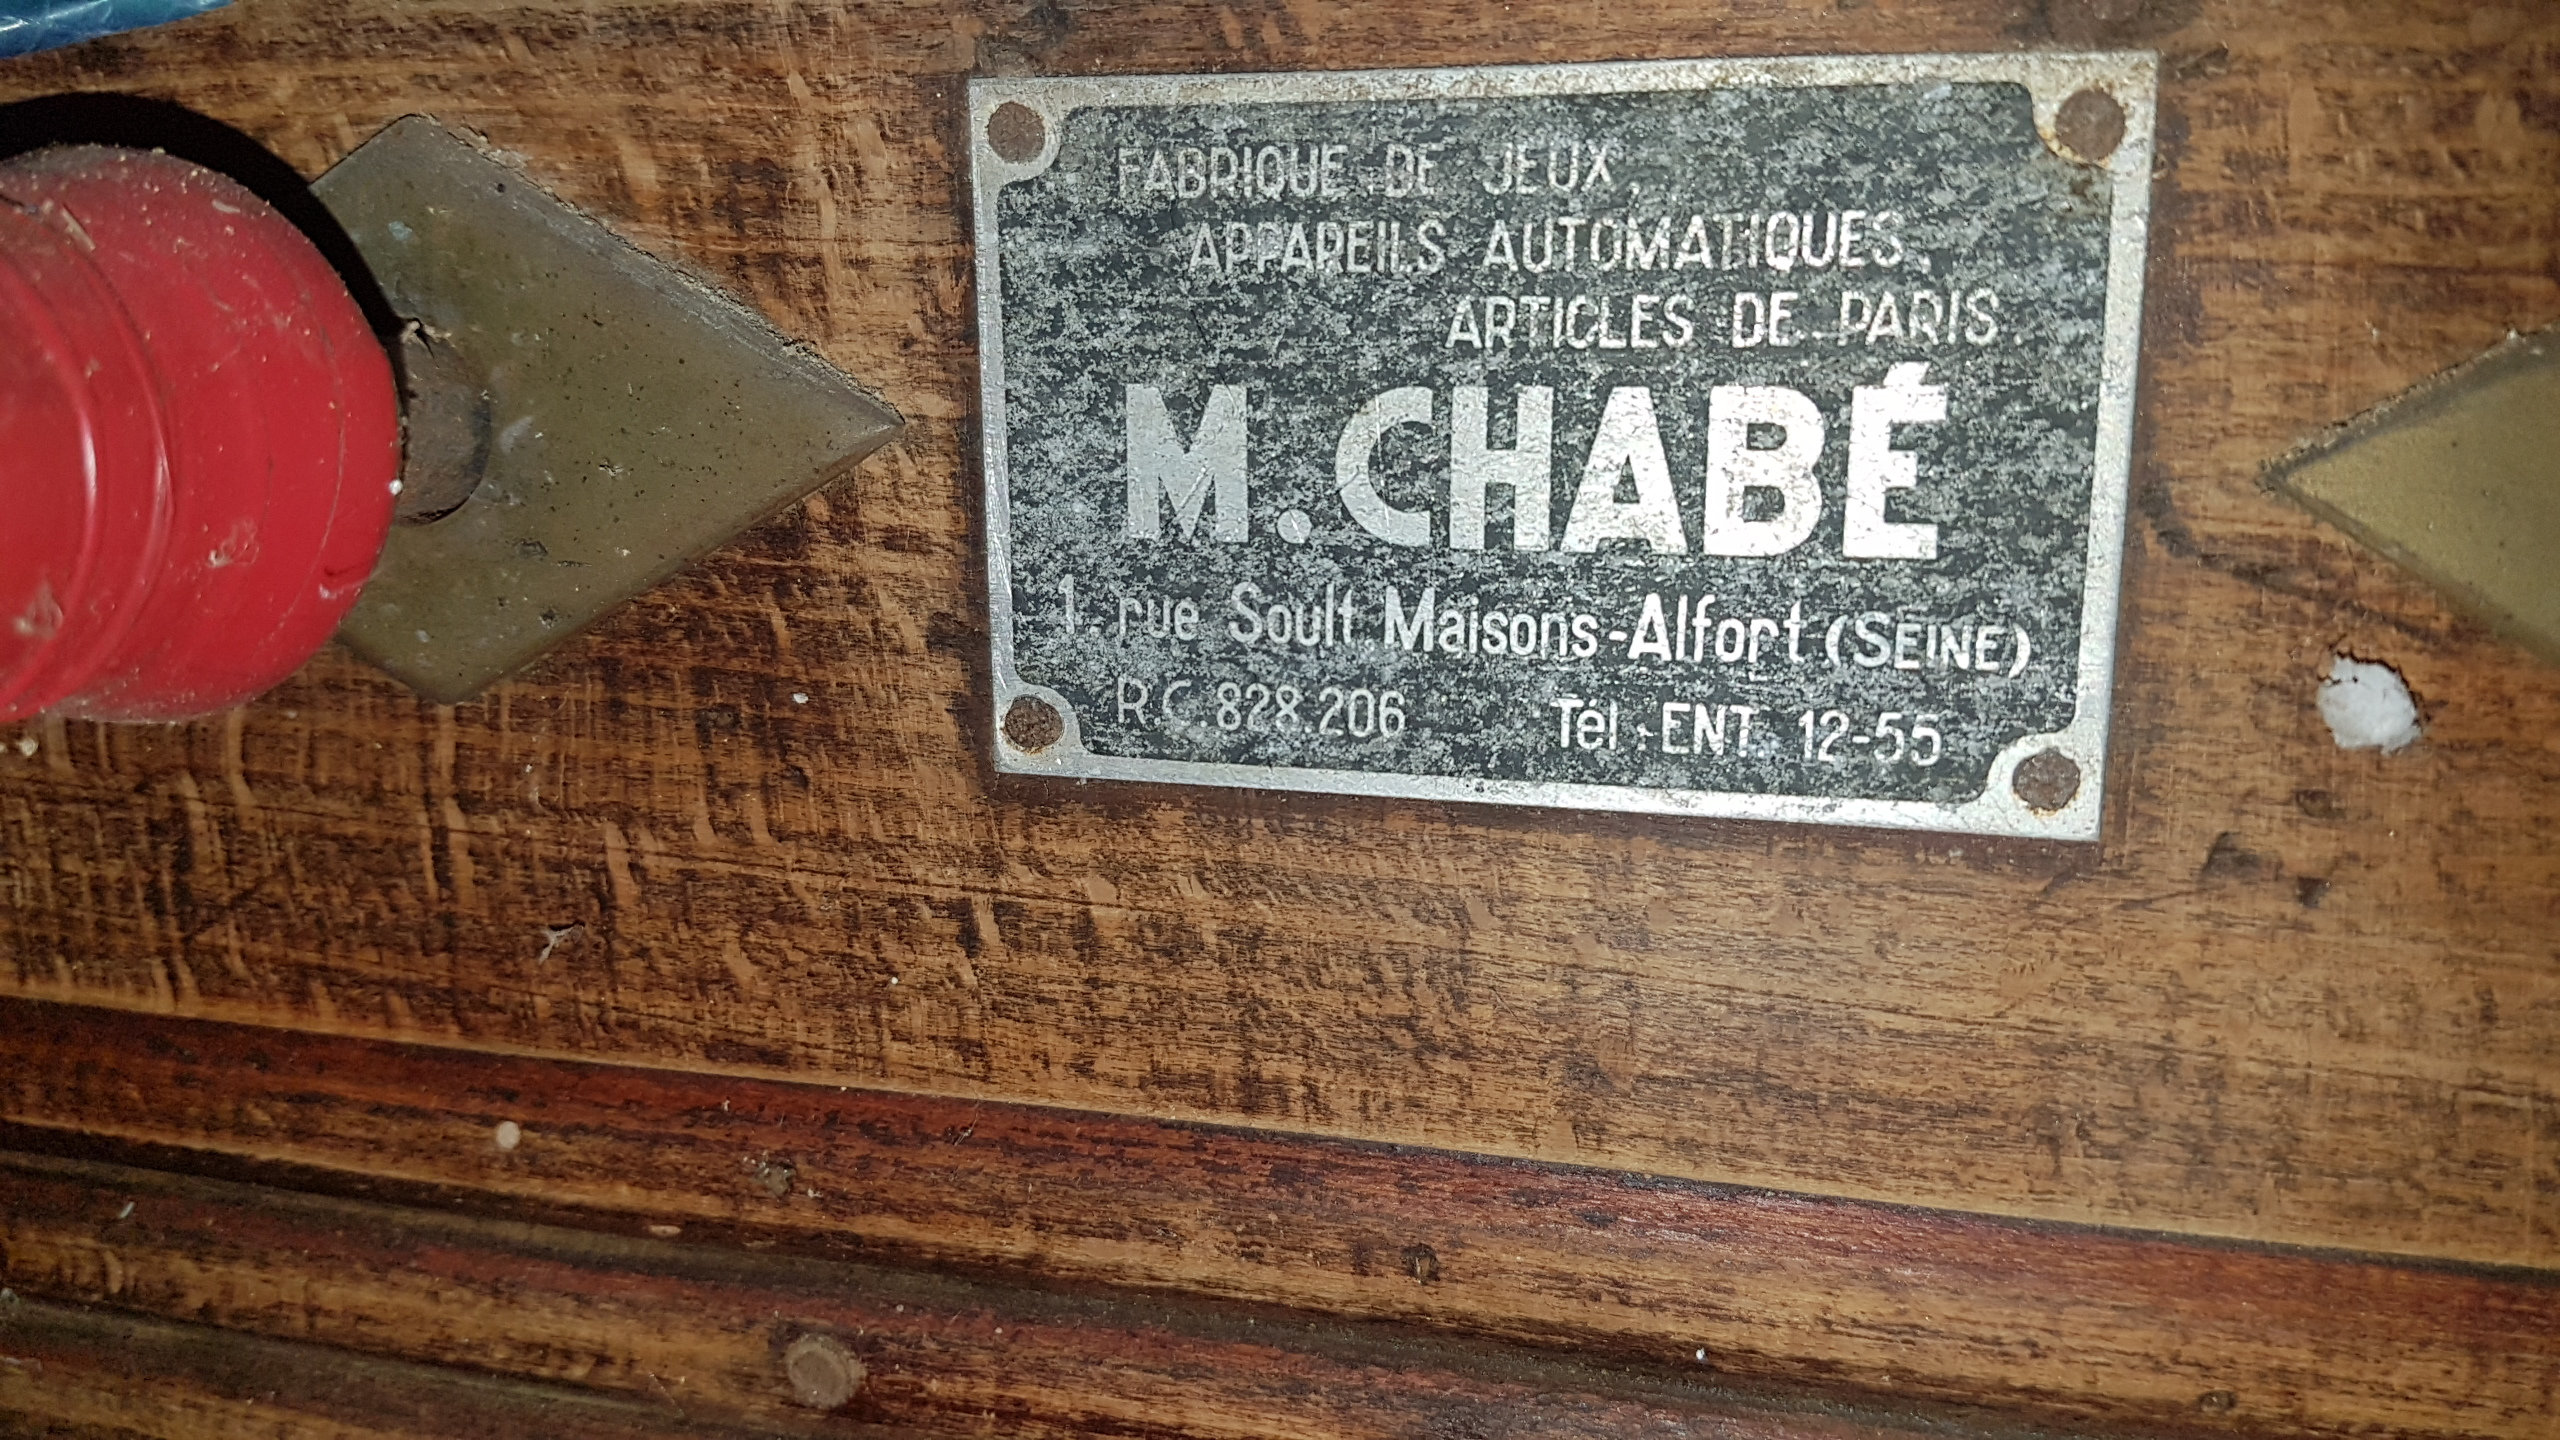 FABRIQUE DE JEUX,
APPAREILS AUTOMATIQUES,
ARTICLES DE PARIS.
M. CHABÉ
1. rue Soult. Maisons-Alfort (SEINE)
R.C. 828.206 Tél : ENT. 12-55